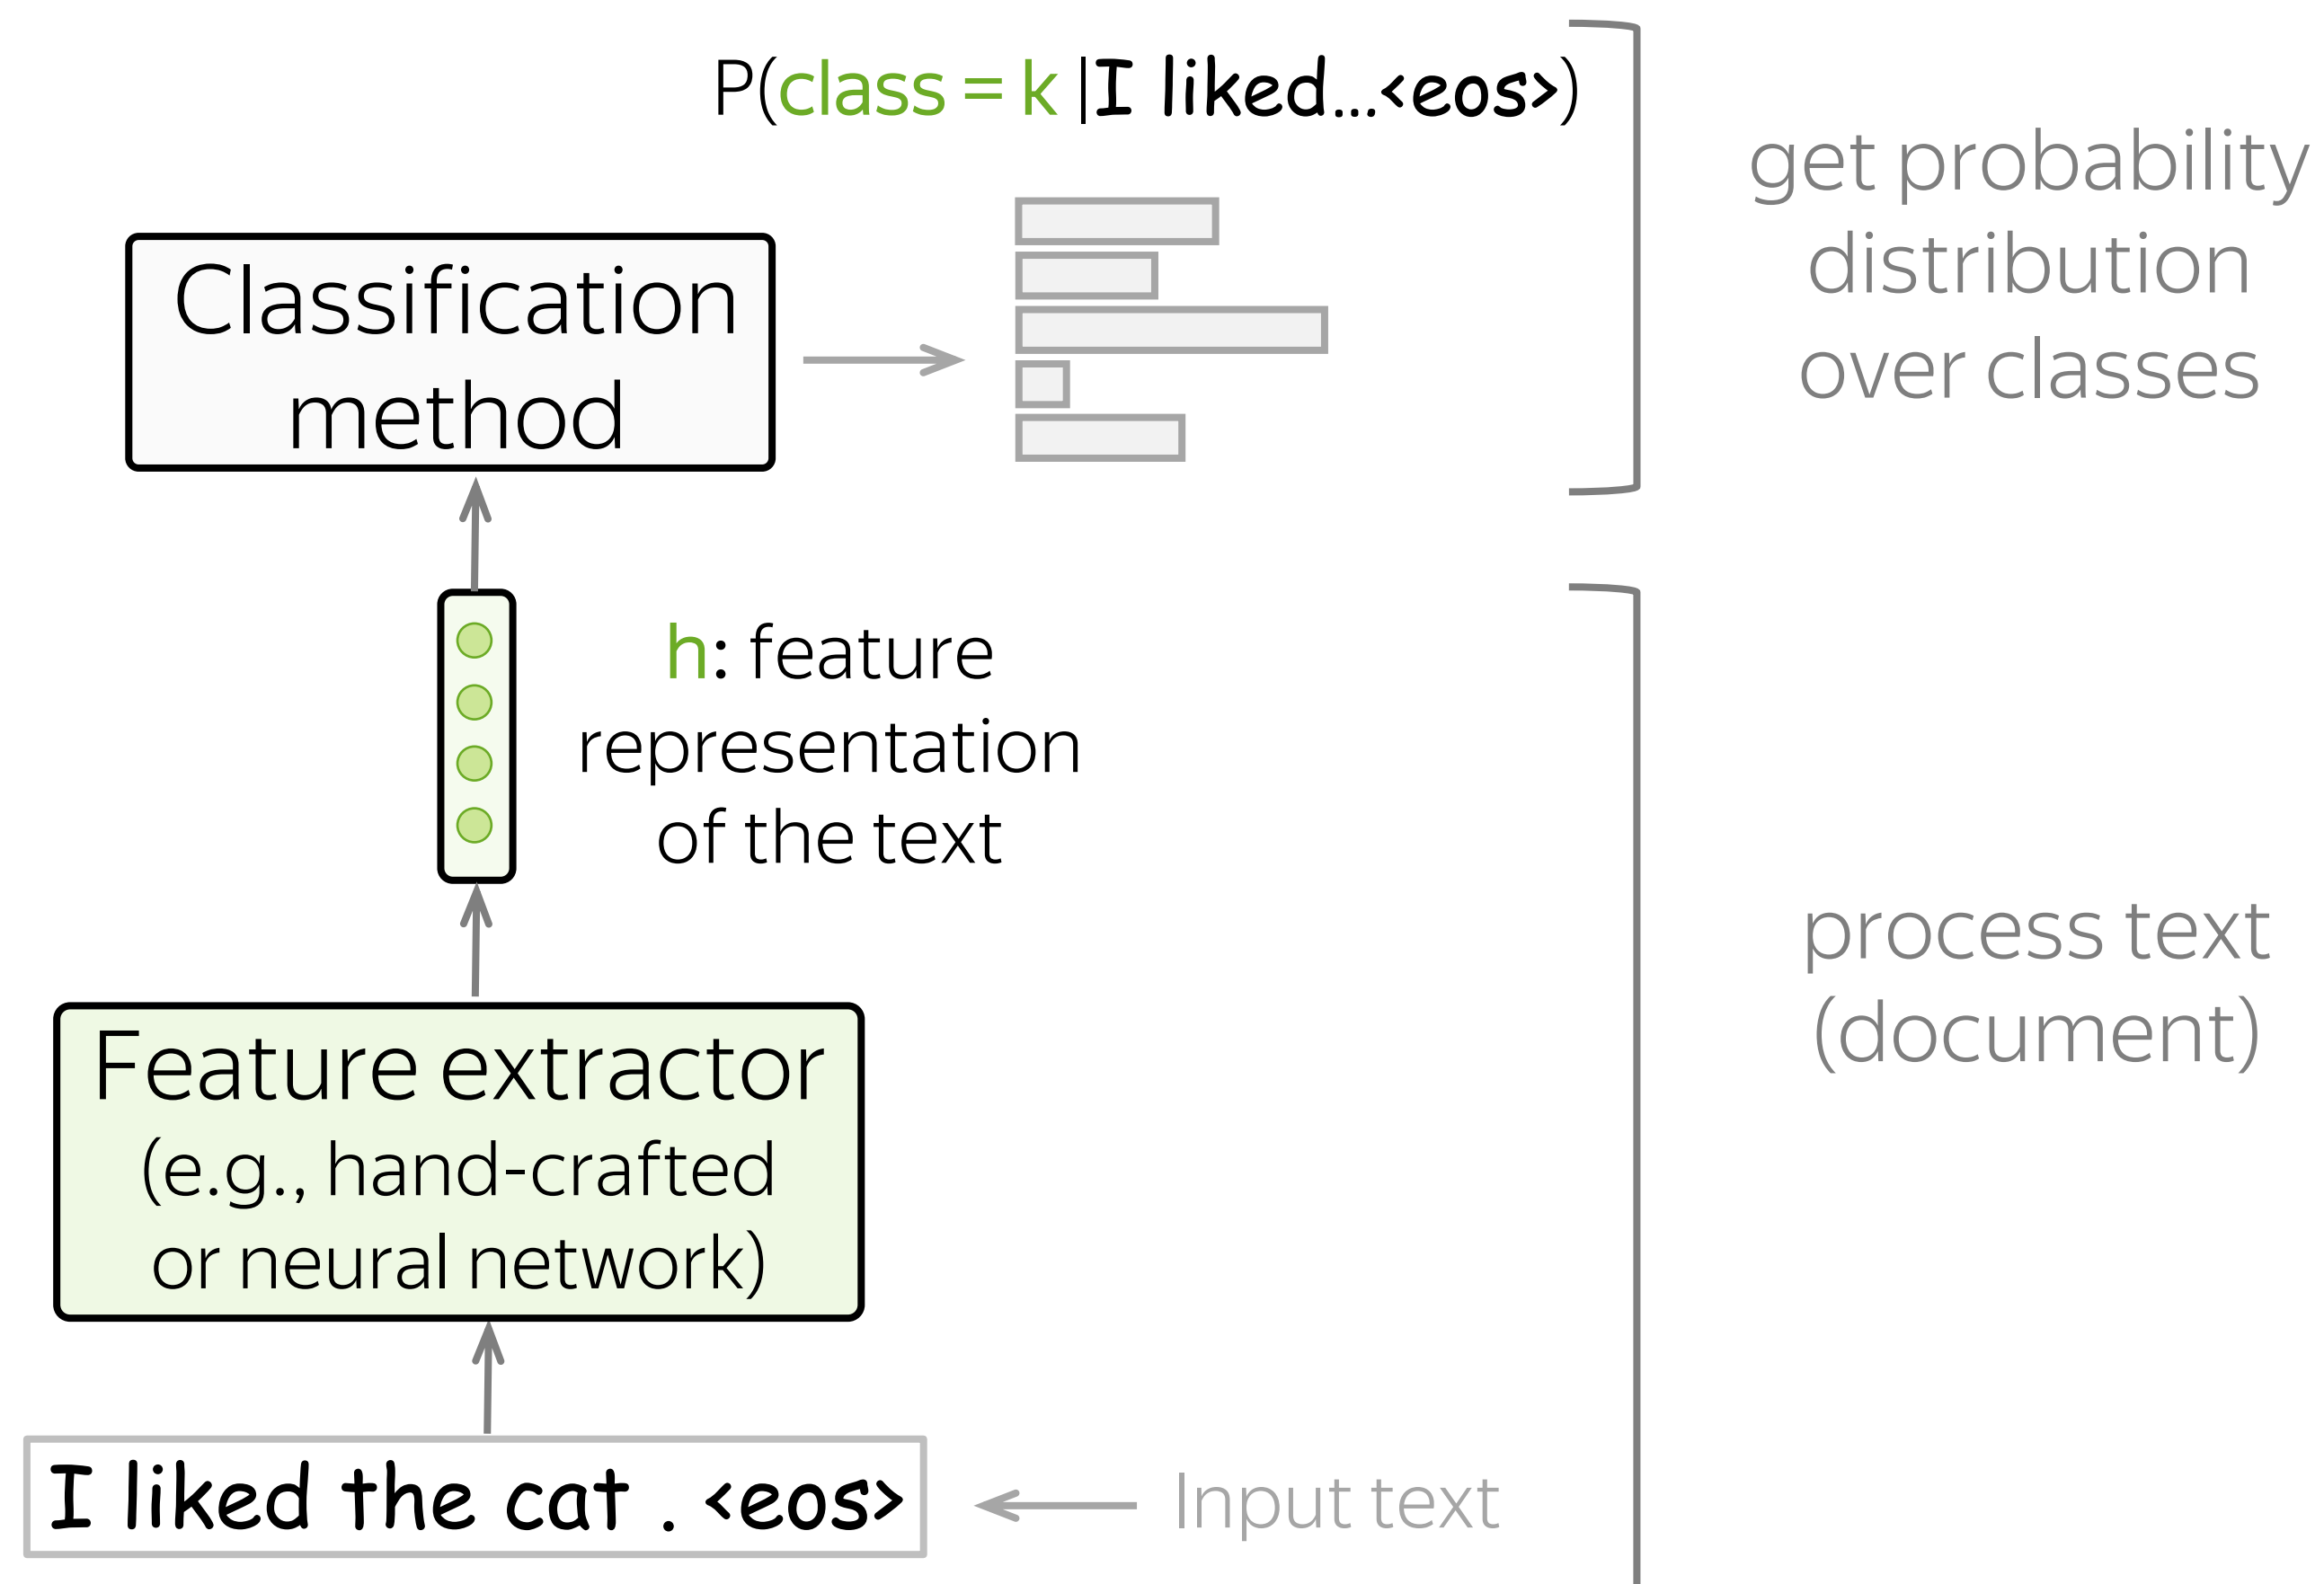 P(class = k |I liked...<eos>)
get probability
distribution
over classes
Classification
method
h: feature
representation
of the text
process text
(document)
Feature extractor
(e.g., hand-crafted
or neural network)
I liked the cat . <eos>
Input text